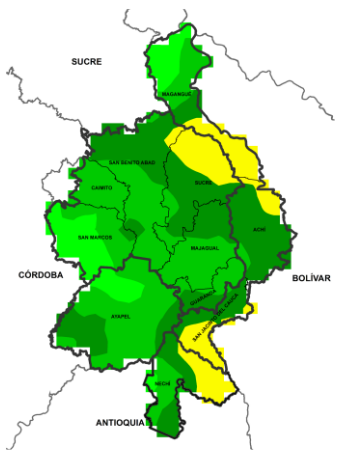 SUCRE
MAGANGUÉ
SAN BENITO ABAD
SUCRE
CAIMITO
ACHÍ
SAN MARCOS
MAJAGUAL
CÓRDOBA
BOLÍVAR
GUARANDA
AYAPEL
SAN JACINTO DEL CAUCA
NECHÍ
ANTIOQUIA